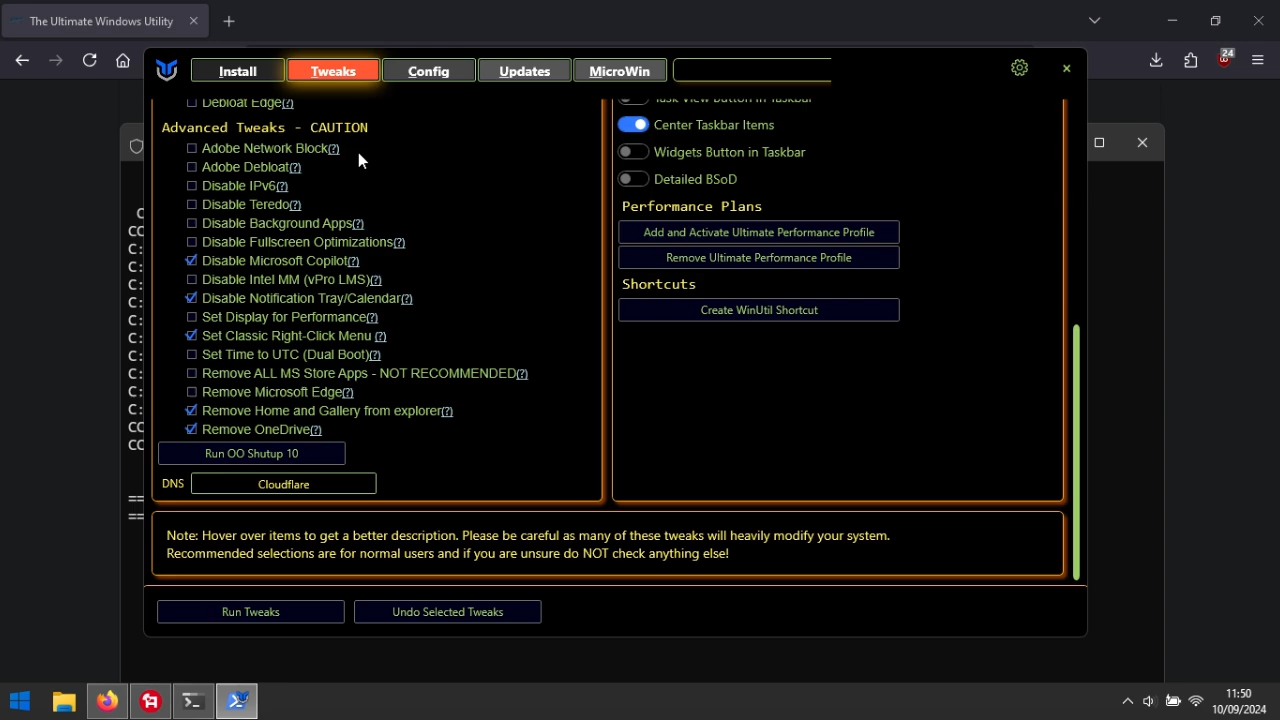 The Ultimate Windows Utility
24
Install
Tweaks
Config
Updates
MicroWin
Debloat Edge(?)
Advanced Tweaks - CAUTION
Adobe Network Block(?)
Adobe Debloat(?)
Disable IPv6(?)
Disable Teredo(?)
Disable Background Apps(?)
Disable Fullscreen Optimizations(?)
Disable Microsoft Copilot(?)
Disable Intel MM (vPro LMS)(?)
Disable Notification Tray/Calendar(?)
Set Display for Performance(?)
Set Classic Right-Click Menu (?)
Set Time to UTC (Dual Boot)(?)
Remove ALL MS Store Apps - NOT RECOMMENDED(?)
Remove Microsoft Edge(?)
Remove Home and Gallery from explorer(?)
Remove OneDrive(?)
Run OO Shutup 10
DNS
Cloudflare
Task View Button in Taskbar
Center Taskbar Items
Widgets Button in Taskbar
Detailed BSoD
Performance Plans
Add and Activate Ultimate Performance Profile
Remove Ultimate Performance Profile
Shortcuts
Create WinUtil Shortcut
Note: Hover over items to get a better description. Please be careful as many of these tweaks will heavily modify your system.
Recommended selections are for normal users and if you are unsure do NOT check anything else!
Run Tweaks
Undo Selected Tweaks
11:50
10/09/2024